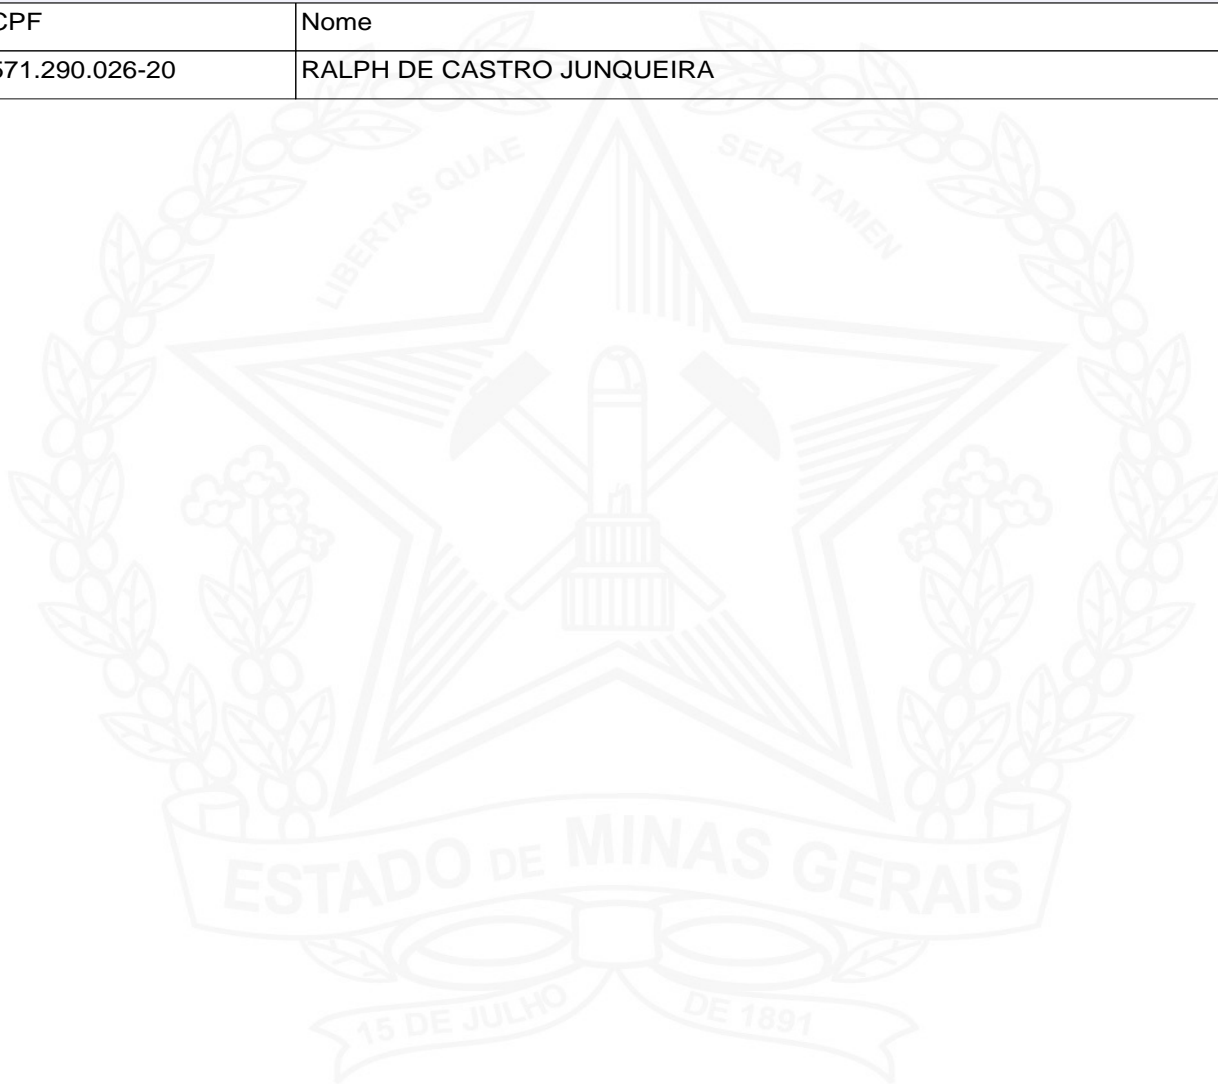 CPF Nome
571.290.026-20 RALPH DE CASTRO JUNQUEIRA
LIBERTAS QUAE SERA TAMEN
ESTADO DE MINAS GERAIS
15 DE JULHO DE 1891